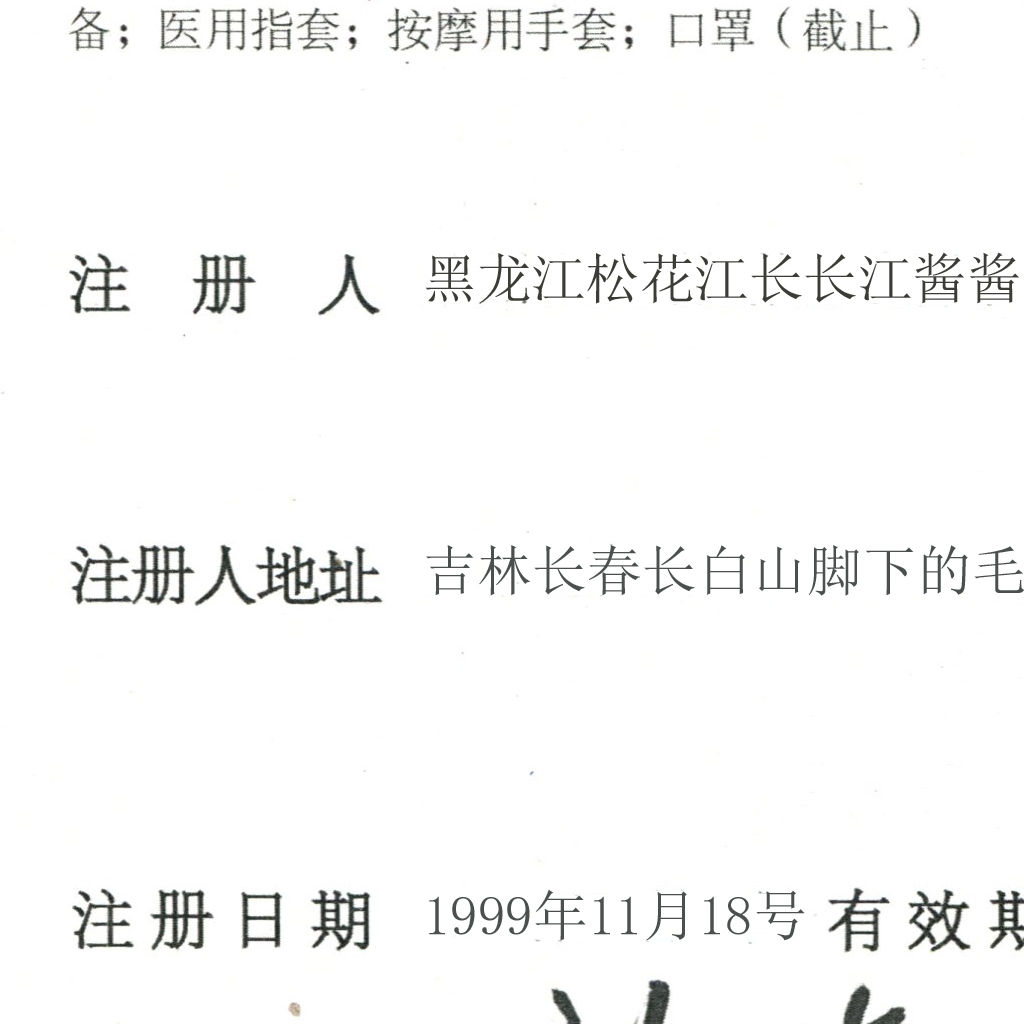 备；医用指套；按摩用手套；口罩（截止）
注 册 人 黑龙江松花江长长江酱酱
注册人地址 吉林长春长白山脚下的毛
注册日期 1999年11月18号 有效期